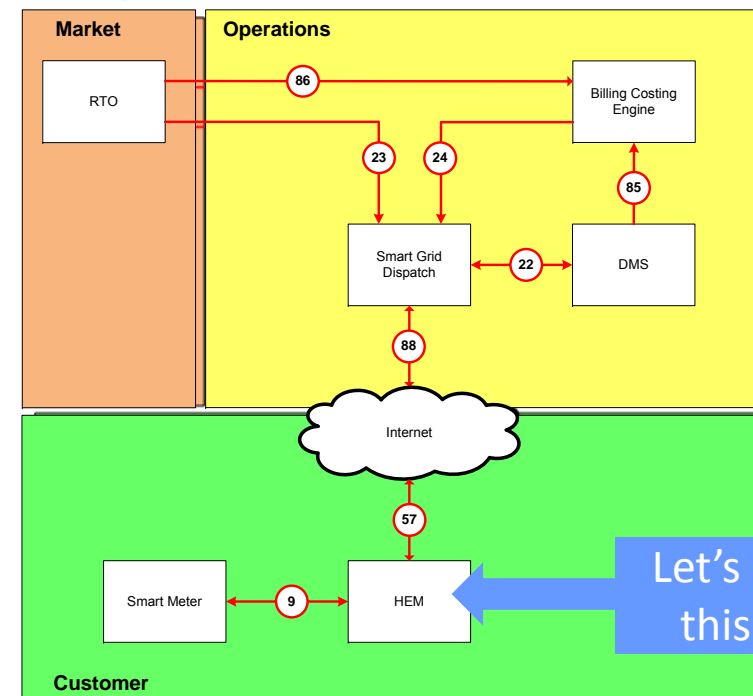 Market
Operations
86
RTO
Billing Costing
Engine
23
24
85
Smart Grid
Dispatch
22
DMS
88
Internet
57
Let's
this
Smart Meter
9
HEM
Customer